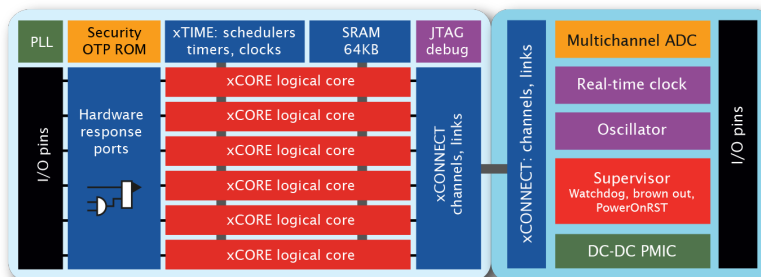 PLL
Security
OTP ROM
xTIME: schedulers
timers, clocks
SRAM
64KB
JTAG
debug
I/O pins
Hardware
response
ports
xCORE logical core
xCORE logical core
xCORE logical core
xCORE logical core
xCORE logical core
xCORE logical core
xCONNECT
channels, links
xCONNECT: channels, links
Multichannel ADC
Real-time clock
Oscillator
Supervisor
Watchdog, brown out,
PowerOnRST
DC-DC PMIC
I/O pins